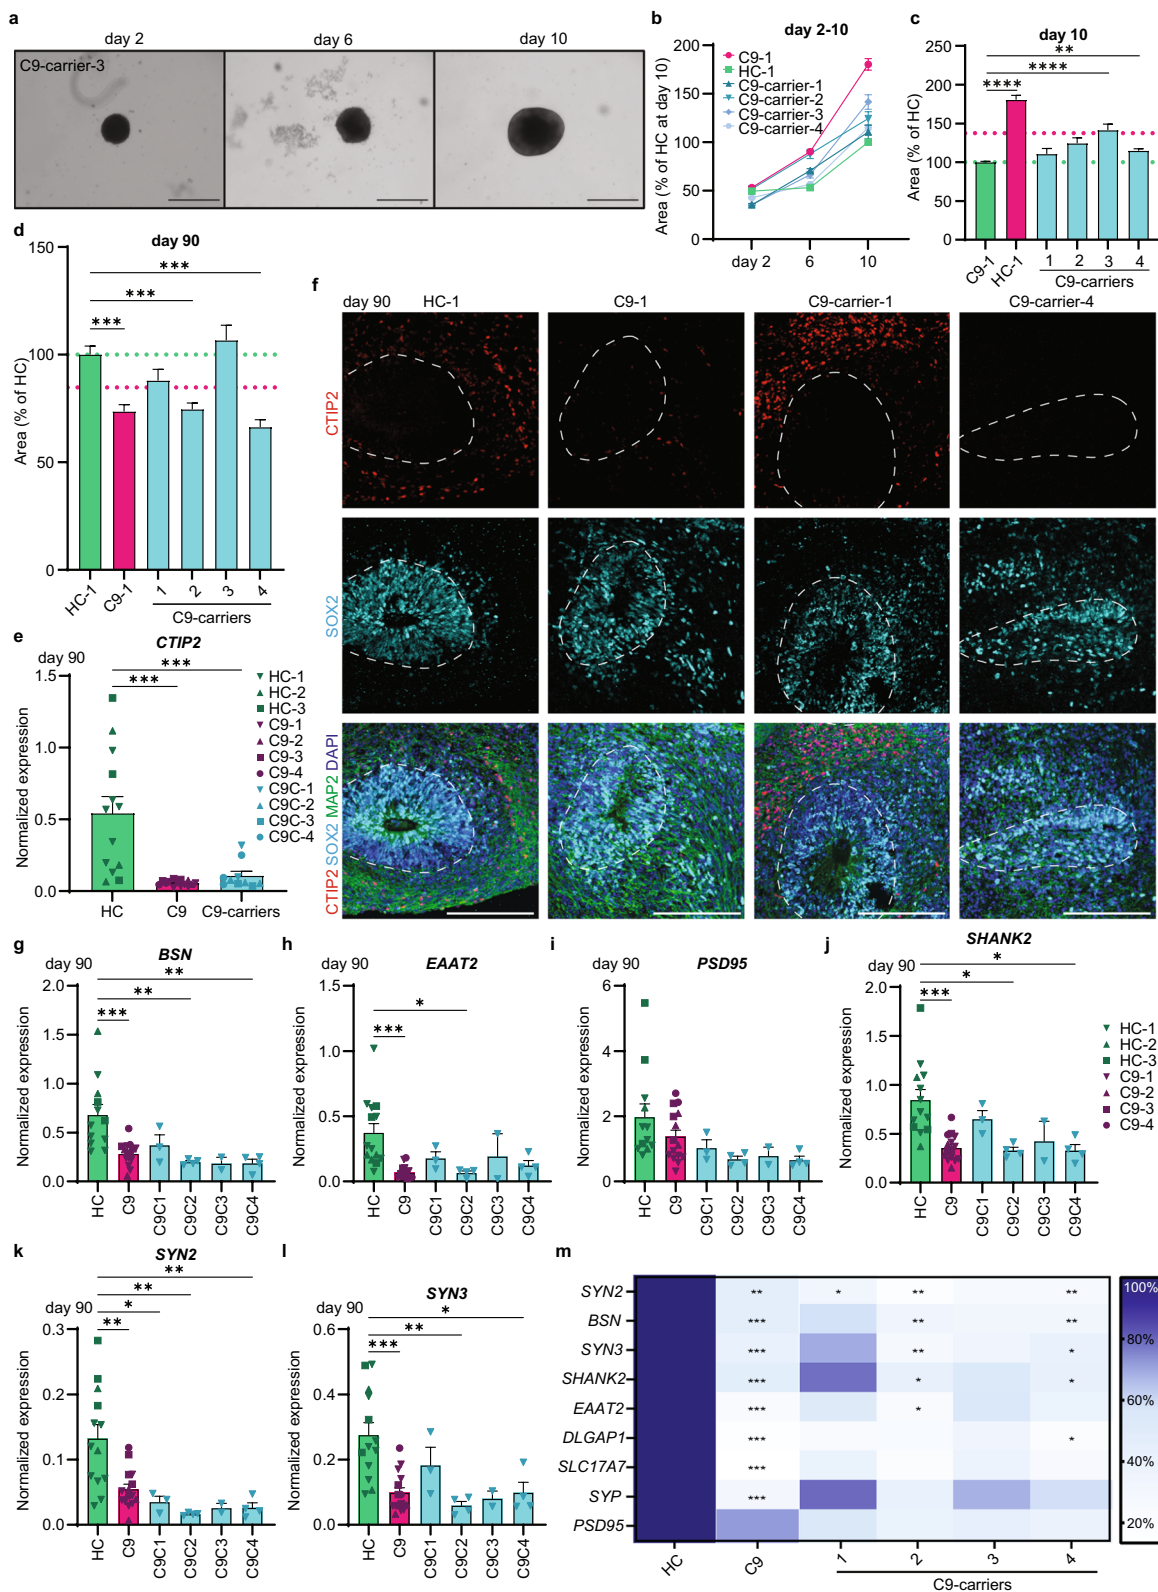 a
day 2
day 6
day 10
C9-carrier-3
b
day 2-10
Area (% of HC at day 10)
200
150
100
50
0
day 2
6
10
C9-1
HC-1
C9-carrier-1
C9-carrier-2
C9-carrier-3
C9-carrier-4
c
day 10
**
****
****
Area (% of HC)
250
200
150
100
50
0
C9-1
HC-1
1
2
3
4
C9-carriers
d
day 90
***
***
***
Area (% of HC)
150
100
50
0
HC-1
C9-1
1
2
3
4
C9-carriers
e
CTIP2
day 90
***
***
Normalized expression
1.5
1.0
0.5
0.0
HC
C9
C9-carriers
HC-1
HC-2
HC-3
C9-1
C9-2
C9-3
C9-4
C9C-1
C9C-2
C9C-3
C9C-4
f
day 90
HC-1
C9-1
C9-carrier-1
C9-carrier-4
CTIP2
SOX2
CTIP2 SOX2 MAP2 DAPI
g
BSN
day 90
**
**
***
Normalized expression
2.0
1.5
1.0
0.5
0.0
HC
C9
C9C1
C9C2
C9C3
C9C4
h
EAAT2
day 90
*
***
Normalized expression
1.5
1.0
0.5
0.0
HC
C9
C9C1
C9C2
C9C3
C9C4
i
PSD95
day 90
Normalized expression
6
4
2
0
HC
C9
C9C1
C9C2
C9C3
C9C4
j
SHANK2
day 90
*
*
***
Normalized expression
2.0
1.5
1.0
0.5
0.0
HC
C9
C9C1
C9C2
C9C3
C9C4
HC-1
HC-2
HC-3
C9-1
C9-2
C9-3
C9-4
k
SYN2
day 90
**
**
*
**
Normalized expression
0.3
0.2
0.1
0.0
HC
C9
C9C1
C9C2
C9C3
C9C4
l
SYN3
day 90
*
**
***
Normalized expression
0.6
0.4
0.2
0.0
HC
C9
C9C1
C9C2
C9C3
C9C4
m
SYN2 ** * ** **
BSN *** ** **
SYN3 *** ** *
SHANK2 *** * *
EAAT2 *** *
DLGAP1 *** *
SLC17A7 ***
SYP ***
PSD95
HC
C9
1
2
3
4
C9-carriers
100%
80%
60%
40%
20%